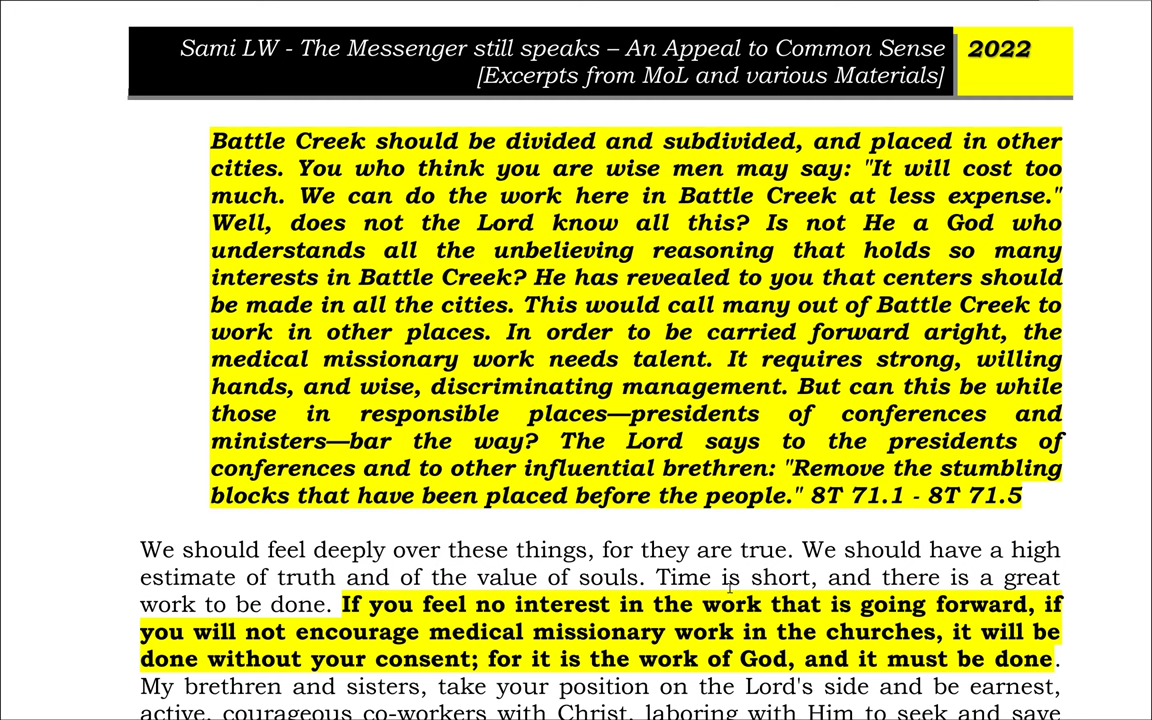 Sami LW - The Messenger still speaks – An Appeal to Common Sense
[Excerpts from MoL and various Materials]
2022
Battle Creek should be divided and subdivided, and placed in other
cities. You who think you are wise men may say: "It will cost too
much. We can do the work here in Battle Creek at less expense."
Well, does not the Lord know all this? Is not He a God who
understands all the unbelieving reasoning that holds so many
interests in Battle Creek? He has revealed to you that centers should
be made in all the cities. This would call many out of Battle Creek to
work in other places. In order to be carried forward aright, the
medical missionary work needs talent. It requires strong, willing
hands, and wise, discriminating management. But can this be while
those in responsible places—presidents of conferences and
ministers—bar the way? The Lord says to the presidents of
conferences and to other influential brethren: "Remove the stumbling
blocks that have been placed before the people." 8T 71.1 - 8T 71.5
We should feel deeply over these things, for they are true. We should have a high
estimate of truth and of the value of souls. Time is short, and there is a great
work to be done. If you feel no interest in the work that is going forward, if
you will not encourage medical missionary work in the churches, it will be
done without your consent; for it is the work of God, and it must be done.
My brethren and sisters, take your position on the Lord's side and be earnest,
active, courageous co-workers with Christ, laboring with Him to seek and save